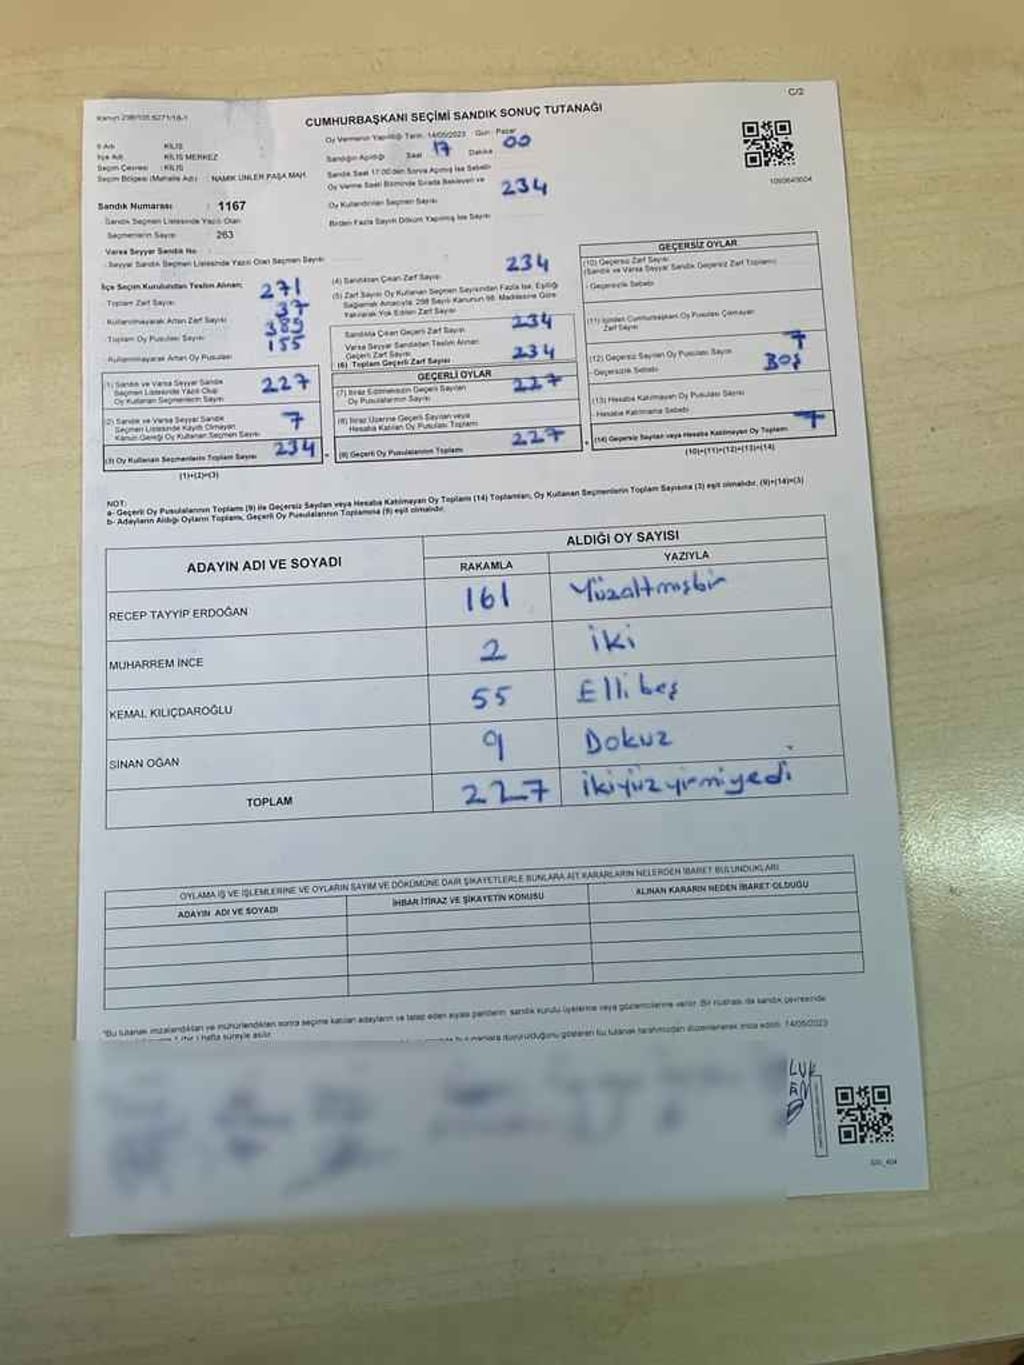 C/2
Kanun 298/105 6271/18-1
CUMHURBAŞKANI SEÇİMİ SANDIK SONUÇ TUTANAĞI
Oy Vermenin Yapıldığı Tarih: 14/05/2023 Gün: Pazar
İl Adı : KİLİS
İlçe Adı : KİLİS MERKEZ
Seçim Çevresi : KİLİS
Seçim Bölgesi (Mahalle Adı) : NAMIK ÜNLER PAŞA MAH.
Sandık Numarası : 1167
Sandık Seçmen Listesinde Yazılı Olan
Seçmenlerin Sayısı : 263
Varsa Seyyar Sandık No
Seyyar Sandık Seçmen Listesinde Yazılı Olan Seçmen Sayısı
Sandığın Açıldığı Saat 17 Dakika 00
Sandık Saat 17:00'den Sonra Açılmış İse Sebebi
Oy Verme Saati Bitiminde Sırada Bekleyen ve
Oy Kullandırılan Seçmen Sayısı 234
Birden Fazla Sayım Döküm Yapılmış İse Sayısı
İlçe Seçim Kurulundan Teslim Alınan;
Toplam Zarf Sayısı 271
Kullanılmayarak Artan Zarf Sayısı 37
Toplam Oy Pusulası Sayısı 389
Kullanılmayarak Artan Oy Pusulası 155
(1) Sandık ve Varsa Seyyar Sandık
Seçmen Listesinde Yazılı Olup
Oy Kullanan Seçmenlerin Sayısı 227
(2) Sandık ve Varsa Seyyar Sandık
Seçmen Listesinde Kayıtlı Olmayan
Kanun Gereği Oy Kullanan Seçmen Sayısı 7
(3) Oy Kullanan Seçmenlerin Toplam Sayısı 234
(1)+(2)=(3)
(4) Sandıktan Çıkan Zarf Sayısı 234
(5) Zarf Sayısı Oy Kullanan Seçmen Sayısından Fazla İse, Eşitliği
Sağlamak Amacıyla, 298 Sayılı Kanunun 98. Maddesine Göre
Yakılarak Yok Edilen Zarf Sayısı
Sandıkta Çıkan Geçerli Zarf Sayısı 234
Varsa Seyyar Sandıktan Teslim Alınan
Geçerli Zarf Sayısı
(6) Toplam Geçerli Zarf Sayısı 234
GEÇERLİ OYLAR
(7) İtiraz Edilmeksizin Geçerli Sayılan
Oy Pusulalarının Sayısı 227
(8) İtiraz Üzerine Geçerli Sayılan veya
Hesaba Katılan Oy Pusulası Toplamı
(9) Geçerli Oy Pusulalarının Toplamı 227
GEÇERSİZ OYLAR
(10) Geçersiz Zarf Sayısı
(Sandık ve Varsa Seyyar Sandık Geçersiz Zarf Toplamı)
- Geçersizlik Sebebi
(11) İçinden Cumhurbaşkanı Oy Pusulası Çıkmayan
Zarf Sayısı
(12) Geçersiz Sayılan Oy Pusulası Sayısı 7
- Geçersizlik Sebebi BOŞ
(13) Hesaba Katılmayan Oy Pusulası Sayısı
- Hesaba Katılmama Sebebi
(14) Geçersiz Sayılan veya Hesaba Katılmayan Oy Toplamı 7
(10)+(11)+(12)+(13)=(14)
NOT:
a- Geçerli Oy Pusulalarının Toplamı (9) ile Geçersiz Sayılan veya Hesaba Katılmayan Oy Toplamı (14) Toplamları, Oy Kullanan Seçmenlerin Toplam Sayısına (3) eşit olmalıdır. (9)+(14)=(3)
b- Adayların Aldığı Oyların Toplamı, Geçerli Oy Pusulalarının Toplamına (9) eşit olmalıdır.
ADAYIN ADI VE SOYADI ALDIĞI OY SAYISI
RAKAMLA YAZIYLA
RECEP TAYYİP ERDOĞAN 161 Yüzaltmışbir
MUHARREM İNCE 2 İki
KEMAL KILIÇDAROĞLU 55 Elli beş
SİNAN OĞAN 9 Dokuz
TOPLAM 227 İkiyüzyirmiyedi
OYLAMA İŞ VE İŞLEMLERİNE VE OYLARIN SAYIM VE DÖKÜMÜNE DAİR ŞİKAYETLERLE BUNLARA AİT KARARLARIN NELERDEN İBARET BULUNDUKLARI
ADAYIN ADI VE SOYADI İHBAR İTİRAZ VE ŞİKAYETİN KONUSU ALINAN KARARIN NEDEN İBARET OLDUĞU
*Bu tutanak imzalandıktan ve mühürlendikten sonra seçime katılan adayların ve talep eden siyasi partilerin sandık kurulu üyelerine veya gözlemcilerine verilir. Bir nüshası da sandık çevresinde
1 (bir) hafta süreyle asılır.
gösteren bu tutanak tarafımızdan düzenlenerek imza edildi. 14/05/2023